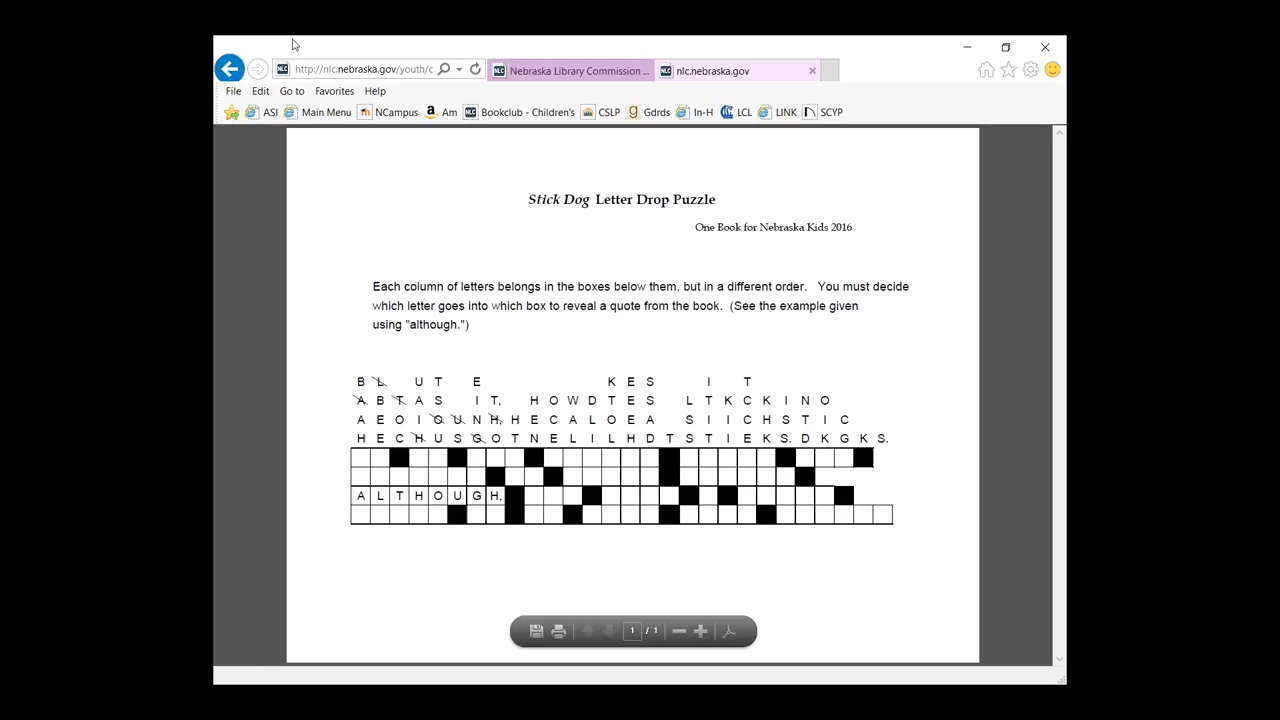 http://nlc.nebraska.gov/youth/c
NLC Nebraska Library Commission ...
NLC nlc.nebraska.gov
File Edit Go to Favorites Help
ASI Main Menu NCampus Am Bookclub - Children's CSLP Gdrds In-H LCL LINK SCYP
Stick Dog Letter Drop Puzzle
One Book for Nebraska Kids 2016
Each column of letters belongs in the boxes below them, but in a different order. You must decide
which letter goes into which box to reveal a quote from the book. (See the example given
using "although.")
B L U T E K E S I T
A B T A S I T, H O W D T E S L T K C K I N O
A E O I O U N H, H E C A L O E A S I I C H S T I C
H E C H U S G O T N E L I L H D T S T I E K S. D K G K S.
A L T H O U G H,
1 / 1